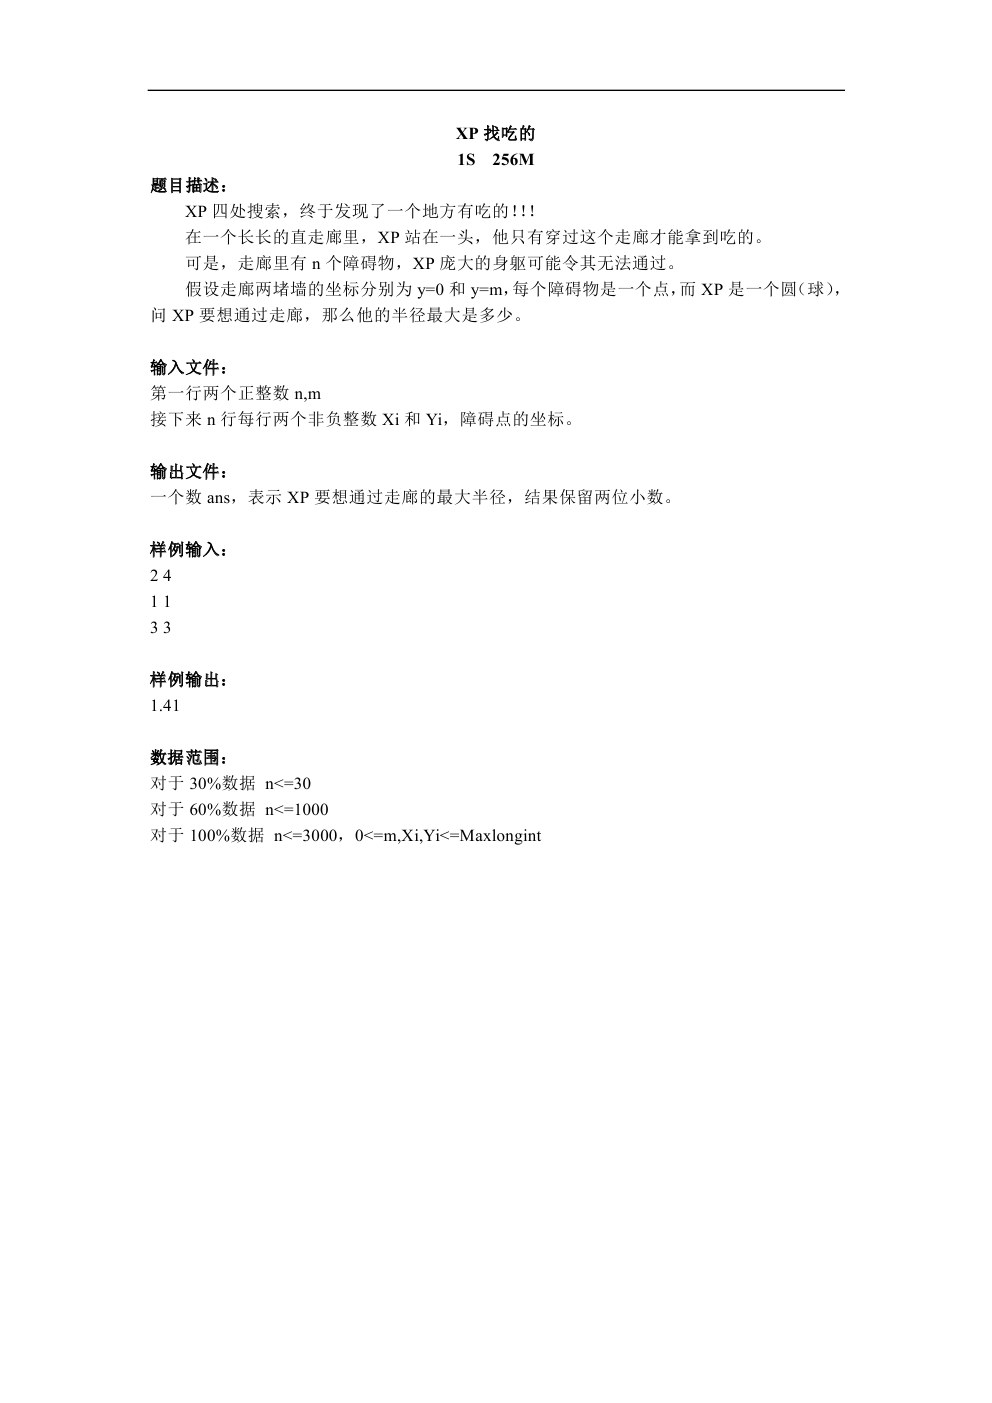 XP 找吃的
1S 256M
题目描述：
XP 四处搜索，终于发现了一个地方有吃的！！！
在一个长长的直走廊里，XP 站在一头，他只有穿过这个走廊才能拿到吃的。
可是，走廊里有 n 个障碍物，XP 庞大的身躯可能令其无法通过。
假设走廊两堵墙的坐标分别为 y=0 和 y=m，每个障碍物是一个点，而 XP 是一个圆（球），
问 XP 要想通过走廊，那么他的半径最大是多少。
输入文件：
第一行两个正整数 n,m
接下来 n 行每行两个非负整数 Xi 和 Yi，障碍点的坐标。
输出文件：
一个数 ans，表示 XP 要想通过走廊的最大半径，结果保留两位小数。
样例输入：
2 4
1 1
3 3
样例输出：
1.41
数据范围：
对于 30%数据 n<=30
对于 60%数据 n<=1000
对于 100%数据 n<=3000，0<=m,Xi,Yi<=Maxlongint